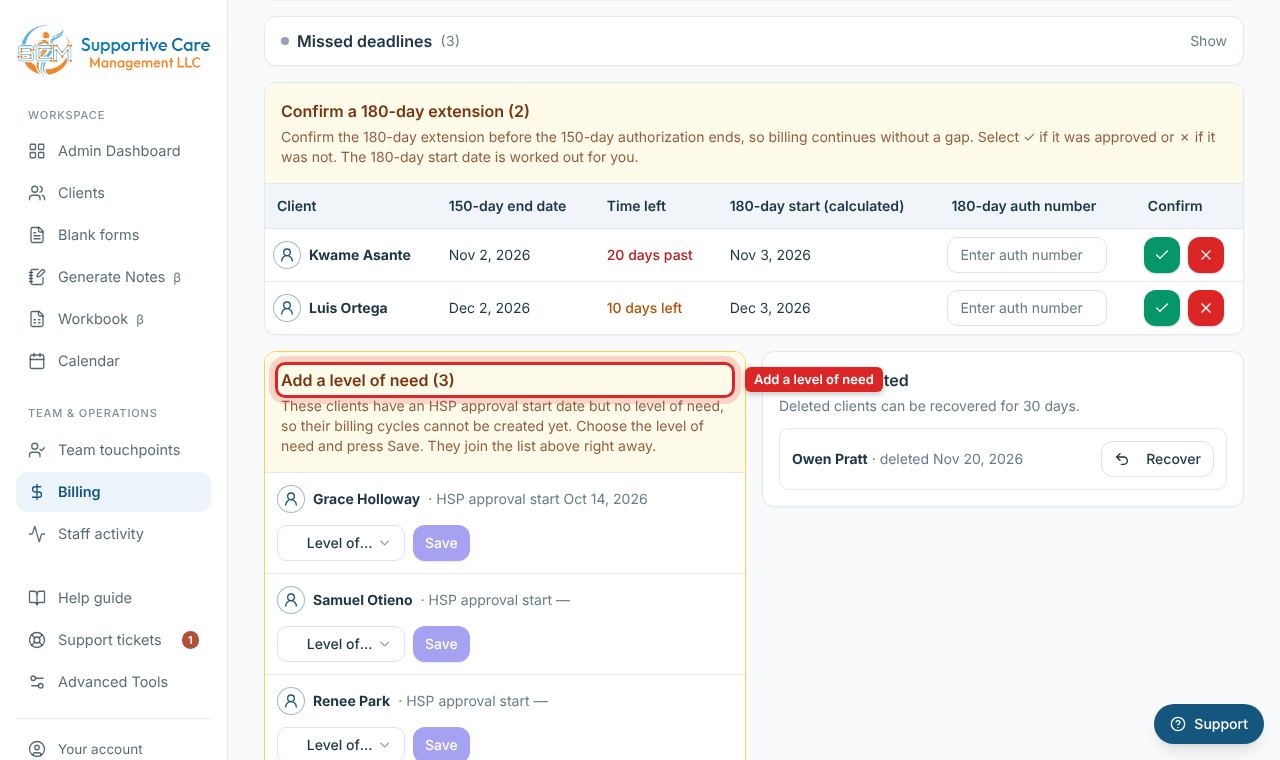 SCM
Supportive Care
Management LLC
WORKSPACE
Admin Dashboard
Clients
Blank forms
Generate Notes β
Workbook β
Calendar
TEAM & OPERATIONS
Team touchpoints
Billing
Staff activity
Help guide
Support tickets 1
Advanced Tools
Your account
Missed deadlines (3) Show
Confirm a 180-day extension (2)
Confirm the 180-day extension before the 150-day authorization ends, so billing continues without a gap. Select ✓ if it was approved or × if it
was not. The 180-day start date is worked out for you.
Client 150-day end date Time left 180-day start (calculated) 180-day auth number Confirm
Kwame Asante Nov 2, 2026 20 days past Nov 3, 2026 Enter auth number
Luis Ortega Dec 2, 2026 10 days left Dec 3, 2026 Enter auth number
Add a level of need (3)
These clients have an HSP approval start date but no level of need,
so their billing cycles cannot be created yet. Choose the level of
need and press Save. They join the list above right away.
Grace Holloway · HSP approval start Oct 14, 2026
Level of... Save
Samuel Otieno · HSP approval start —
Level of... Save
Renee Park · HSP approval start —
Level of... Save
Add a level of need
ted
Deleted clients can be recovered for 30 days.
Owen Pratt · deleted Nov 20, 2026 Recover
Support